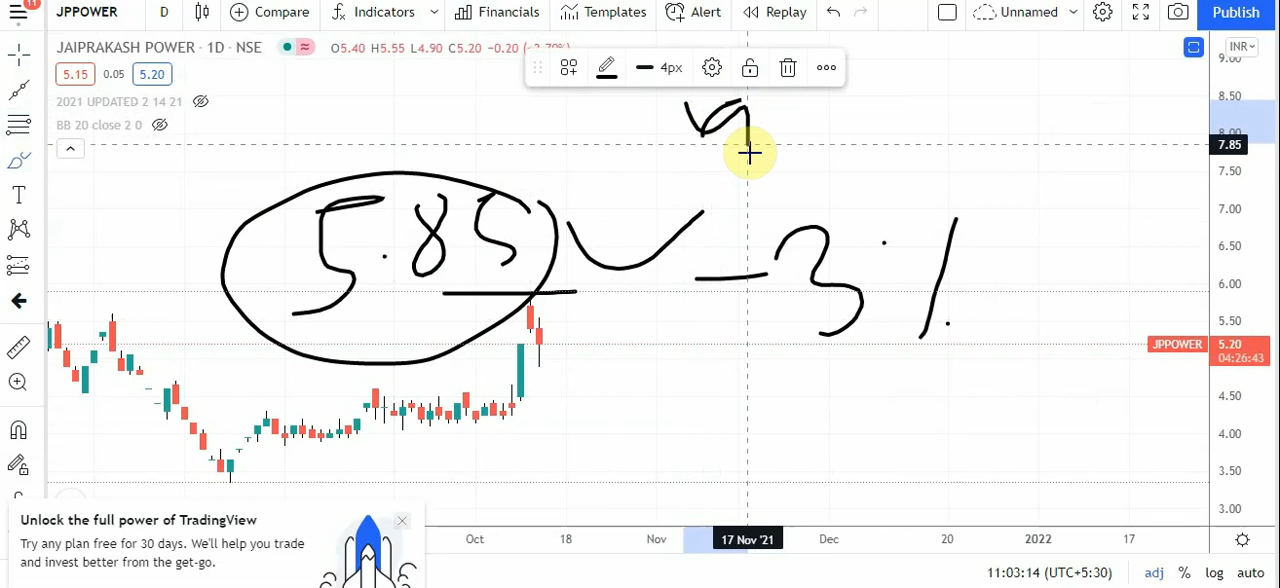 11
JPPOWER D Compare Indicators Financials Templates Alert Replay Unnamed Publish
JAIPRAKASH POWER · 1D · NSE ≈ O5.40 H5.55 L4.90 C5.20 −0.20 (−3.70%)
INR
5.15 0.05 5.20
4px
2021 UPDATED 2 14 21
BB 20 close 2 0
9.00
8.50
8.00
7.85
7.50
7.00
6.50
6.00
5.50
JPPOWER 5.20
04:26:43
4.50
4.00
3.50
3.00
5.85 - 3%
T
Unlock the full power of TradingView
Try any plan free for 30 days. We'll help you trade
and invest better from the get-go.
Oct 18 Nov 17 Nov '21 Dec 20 2022 17
11:03:14 (UTC+5:30) adj % log auto